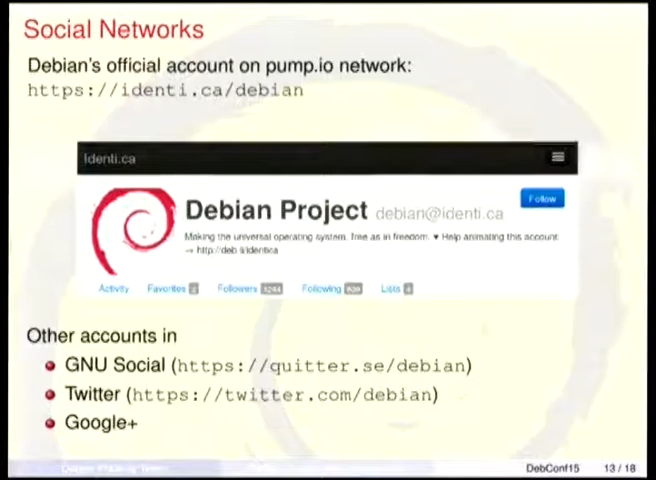 Social Networks
Debian's official account on pump.io network:
https://identi.ca/debian
Identi.ca
Follow
Debian Project debian@identi.ca
Making the universal operating system, free as in freedom. ♥ Help animating this account
Activity Favorites Followers Following Lists
Other accounts in
GNU Social (https://quitter.se/debian)
Twitter (https://twitter.com/debian)
Google+
DebConf15 13 / 18